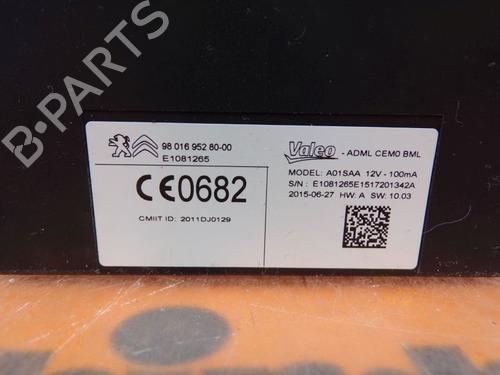 B-PARTS
98 016 952 80-00
E1081265
CE0682
CMIIT ID: 2011DJ0129
Valeo - ADML CEM0 BML
MODEL: A01SAA 12V - 100mA
S/N : E1081265E1517201342A
2015-06-27 HW: A SW: 10.03